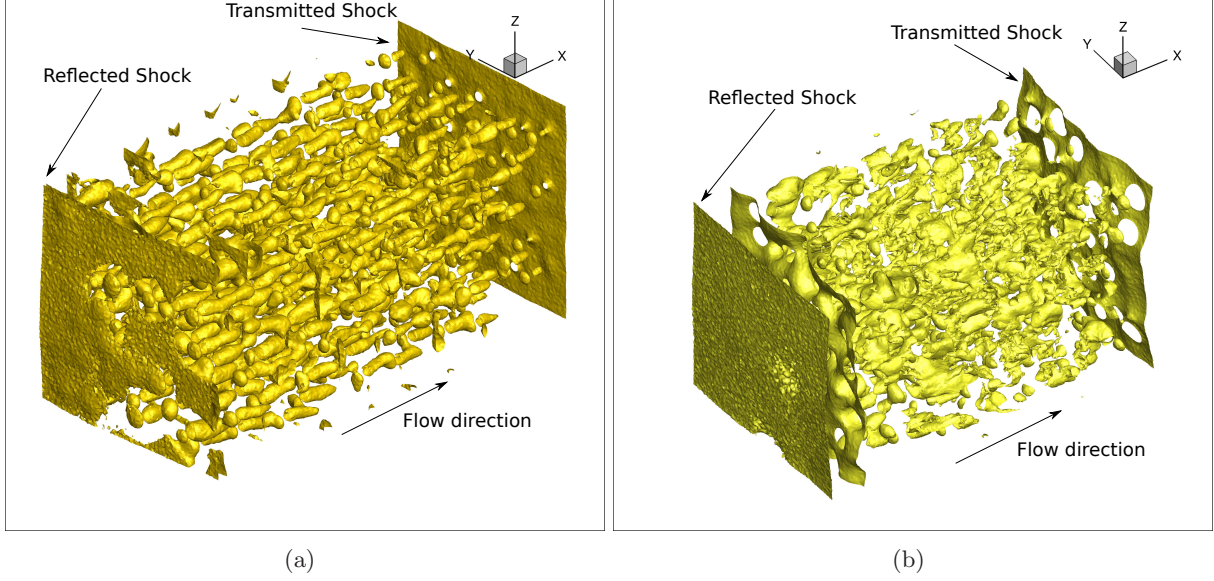 Transmitted Shock
Z
Y
X
Reflected Shock
Flow direction
(a)
Transmitted Shock
Z
Y
X
Reflected Shock
Flow direction
(b)